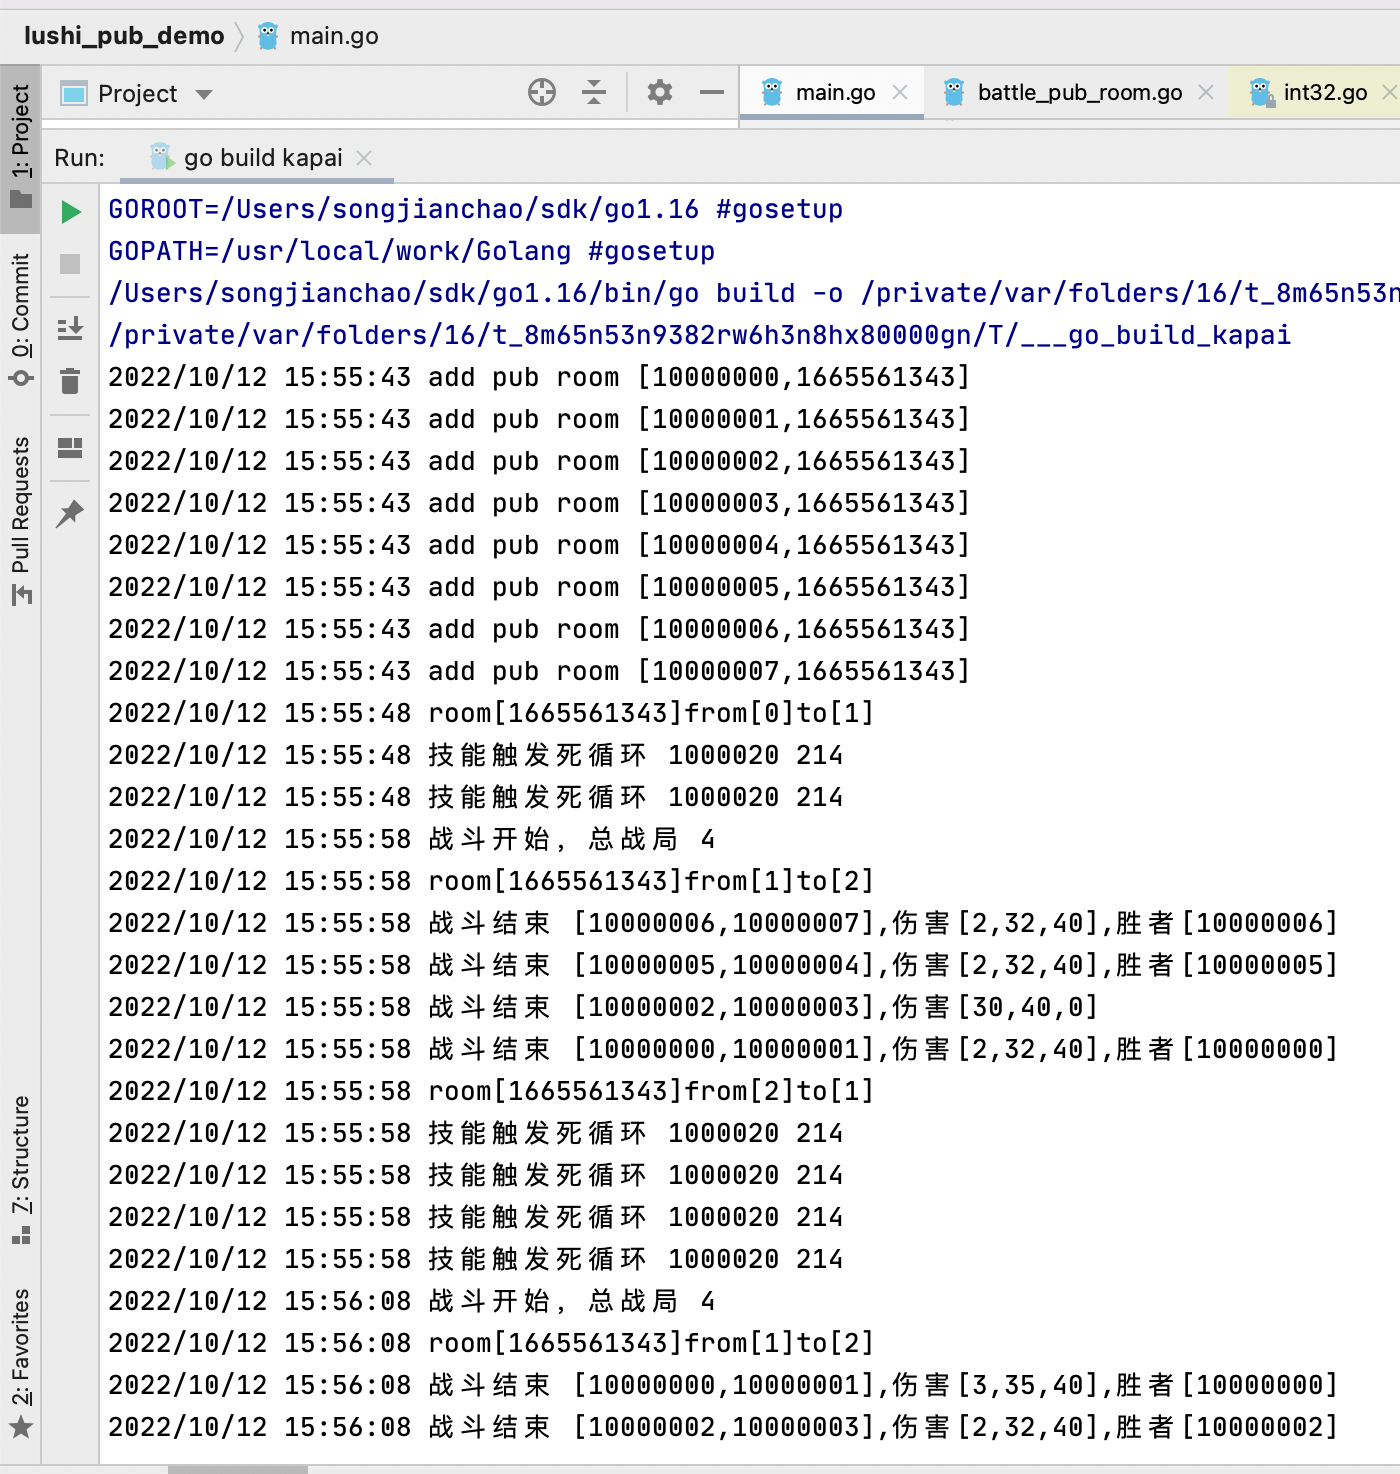 lushi_pub_demo main.go
Project main.go battle_pub_room.go int32.go
Run: go build kapai
1: Project
0: Commit
Pull Requests
7: Structure
2: Favorites
GOROOT=/Users/songjianchao/sdk/go1.16 #gosetup
GOPATH=/usr/local/work/Golang #gosetup
/Users/songjianchao/sdk/go1.16/bin/go build -o /private/var/folders/16/t_8m65n53n
/private/var/folders/16/t_8m65n53n9382rw6h3n8hx80000gn/T/___go_build_kapai
2022/10/12 15:55:43 add pub room [10000000,1665561343]
2022/10/12 15:55:43 add pub room [10000001,1665561343]
2022/10/12 15:55:43 add pub room [10000002,1665561343]
2022/10/12 15:55:43 add pub room [10000003,1665561343]
2022/10/12 15:55:43 add pub room [10000004,1665561343]
2022/10/12 15:55:43 add pub room [10000005,1665561343]
2022/10/12 15:55:43 add pub room [10000006,1665561343]
2022/10/12 15:55:43 add pub room [10000007,1665561343]
2022/10/12 15:55:48 room[1665561343]from[0]to[1]
2022/10/12 15:55:48 技能触发死循环 1000020 214
2022/10/12 15:55:48 技能触发死循环 1000020 214
2022/10/12 15:55:58 战斗开始，总战局 4
2022/10/12 15:55:58 room[1665561343]from[1]to[2]
2022/10/12 15:55:58 战斗结束 [10000006,10000007],伤害[2,32,40],胜者[10000006]
2022/10/12 15:55:58 战斗结束 [10000005,10000004],伤害[2,32,40],胜者[10000005]
2022/10/12 15:55:58 战斗结束 [10000002,10000003],伤害[30,40,0]
2022/10/12 15:55:58 战斗结束 [10000000,10000001],伤害[2,32,40],胜者[10000000]
2022/10/12 15:55:58 room[1665561343]from[2]to[1]
2022/10/12 15:55:58 技能触发死循环 1000020 214
2022/10/12 15:55:58 技能触发死循环 1000020 214
2022/10/12 15:55:58 技能触发死循环 1000020 214
2022/10/12 15:55:58 技能触发死循环 1000020 214
2022/10/12 15:56:08 战斗开始，总战局 4
2022/10/12 15:56:08 room[1665561343]from[1]to[2]
2022/10/12 15:56:08 战斗结束 [10000000,10000001],伤害[3,35,40],胜者[10000000]
2022/10/12 15:56:08 战斗结束 [10000002,10000003],伤害[2,32,40],胜者[10000002]